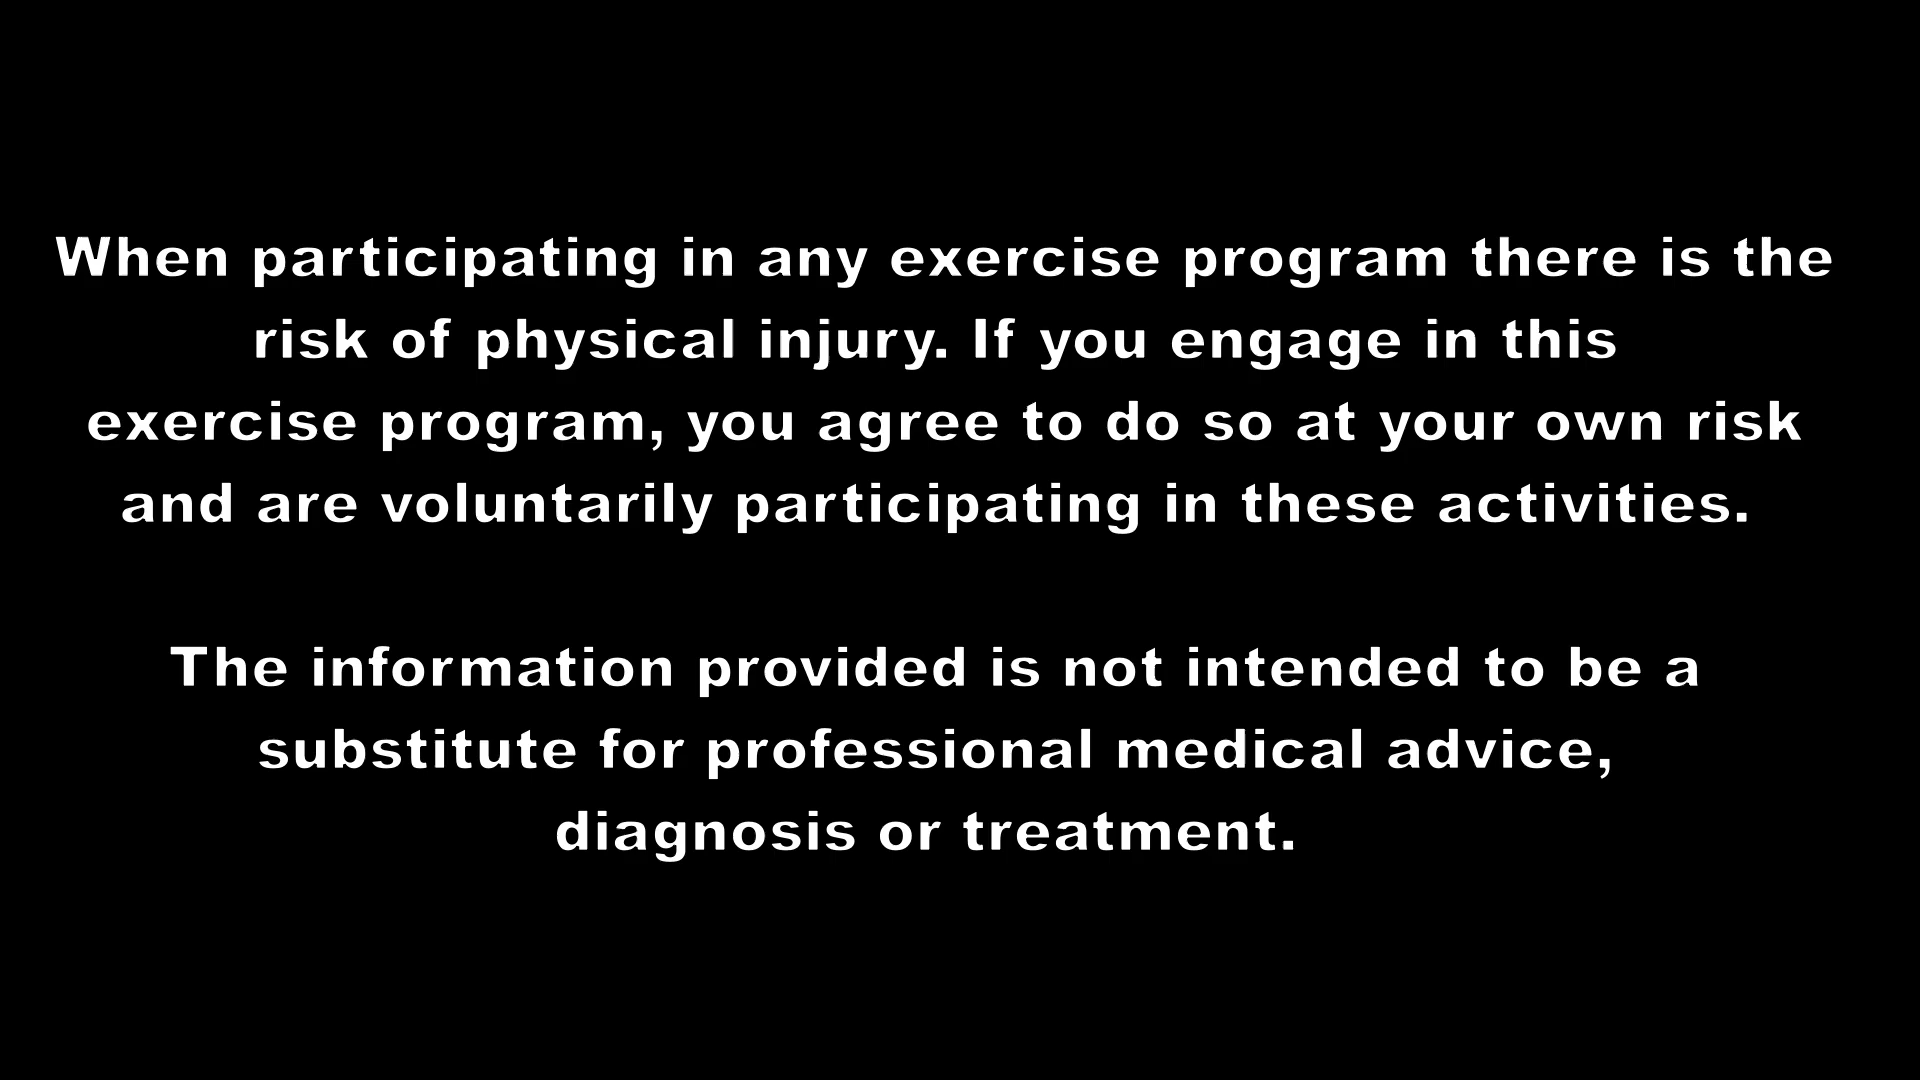 When participating in any exercise program there is the
risk of physical injury. If you engage in this
exercise program, you agree to do so at your own risk
and are voluntarily participating in these activities.
The information provided is not intended to be a
substitute for professional medical advice,
diagnosis or treatment.